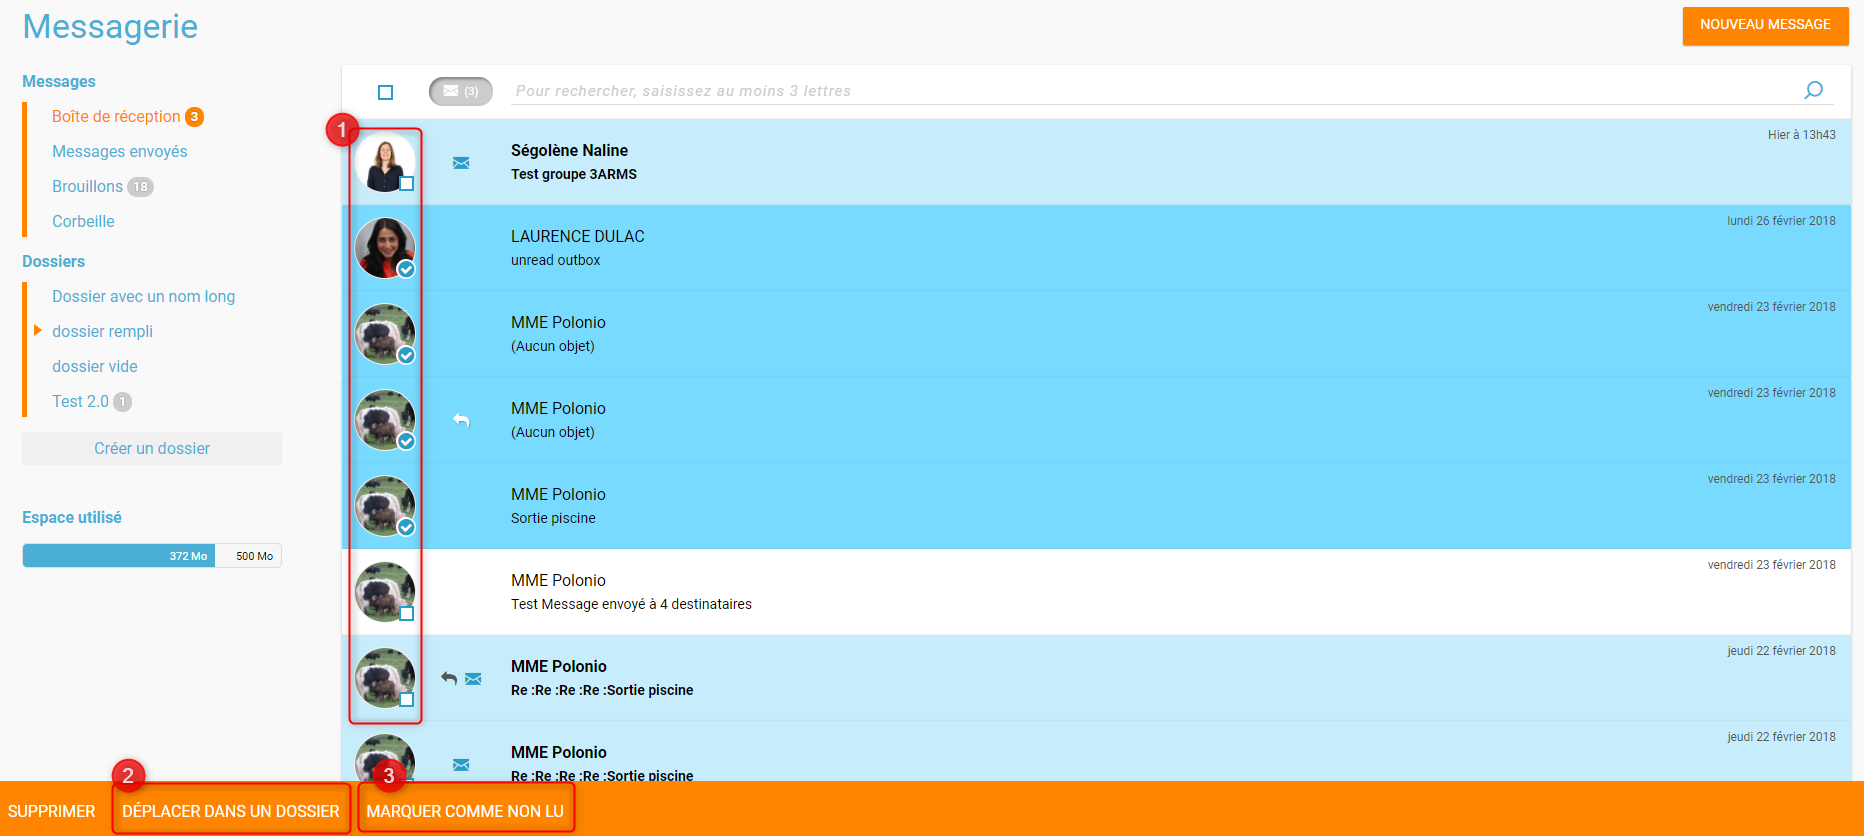 Messagerie
NOUVEAU MESSAGE
Messages
Boîte de réception 3
Messages envoyés
Brouillons 18
Corbeille
Dossiers
Dossier avec un nom long
dossier rempli
dossier vide
Test 2.0 1
Créer un dossier
Espace utilisé
372 Mo 500 Mo
(3) Pour rechercher, saisissez au moins 3 lettres
1
Hier à 13h43
Ségolène Naline
Test groupe 3ARMS
lundi 26 février 2018
LAURENCE DULAC
unread outbox
vendredi 23 février 2018
MME Polonio
(Aucun objet)
vendredi 23 février 2018
MME Polonio
(Aucun objet)
vendredi 23 février 2018
MME Polonio
Sortie piscine
vendredi 23 février 2018
MME Polonio
Test Message envoyé à 4 destinataires
jeudi 22 février 2018
MME Polonio
Re :Re :Re :Re :Sortie piscine
jeudi 22 février 2018
MME Polonio
Re :Re :Re :Re :Sortie piscine
2 3
SUPPRIMER DÉPLACER DANS UN DOSSIER MARQUER COMME NON LU